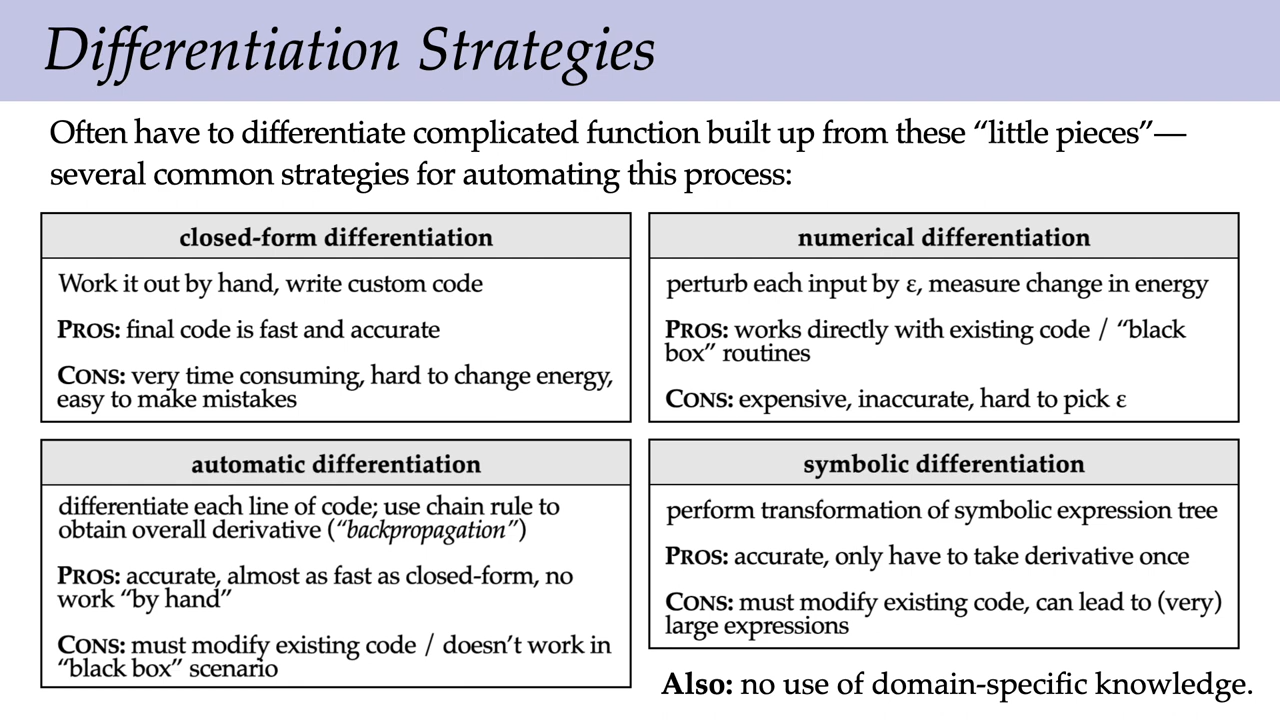 Differentiation Strategies
Often have to differentiate complicated function built up from these “little pieces”—
several common strategies for automating this process:
closed-form differentiation
Work it out by hand, write custom code
PROS: final code is fast and accurate
CONS: very time consuming, hard to change energy,
easy to make mistakes
numerical differentiation
perturb each input by ε, measure change in energy
PROS: works directly with existing code / “black
box” routines
CONS: expensive, inaccurate, hard to pick ε
automatic differentiation
differentiate each line of code; use chain rule to
obtain overall derivative (“backpropagation”)
PROS: accurate, almost as fast as closed-form, no
work “by hand”
CONS: must modify existing code / doesn’t work in
“black box” scenario
symbolic differentiation
perform transformation of symbolic expression tree
PROS: accurate, only have to take derivative once
CONS: must modify existing code, can lead to (very)
large expressions
Also: no use of domain-specific knowledge.